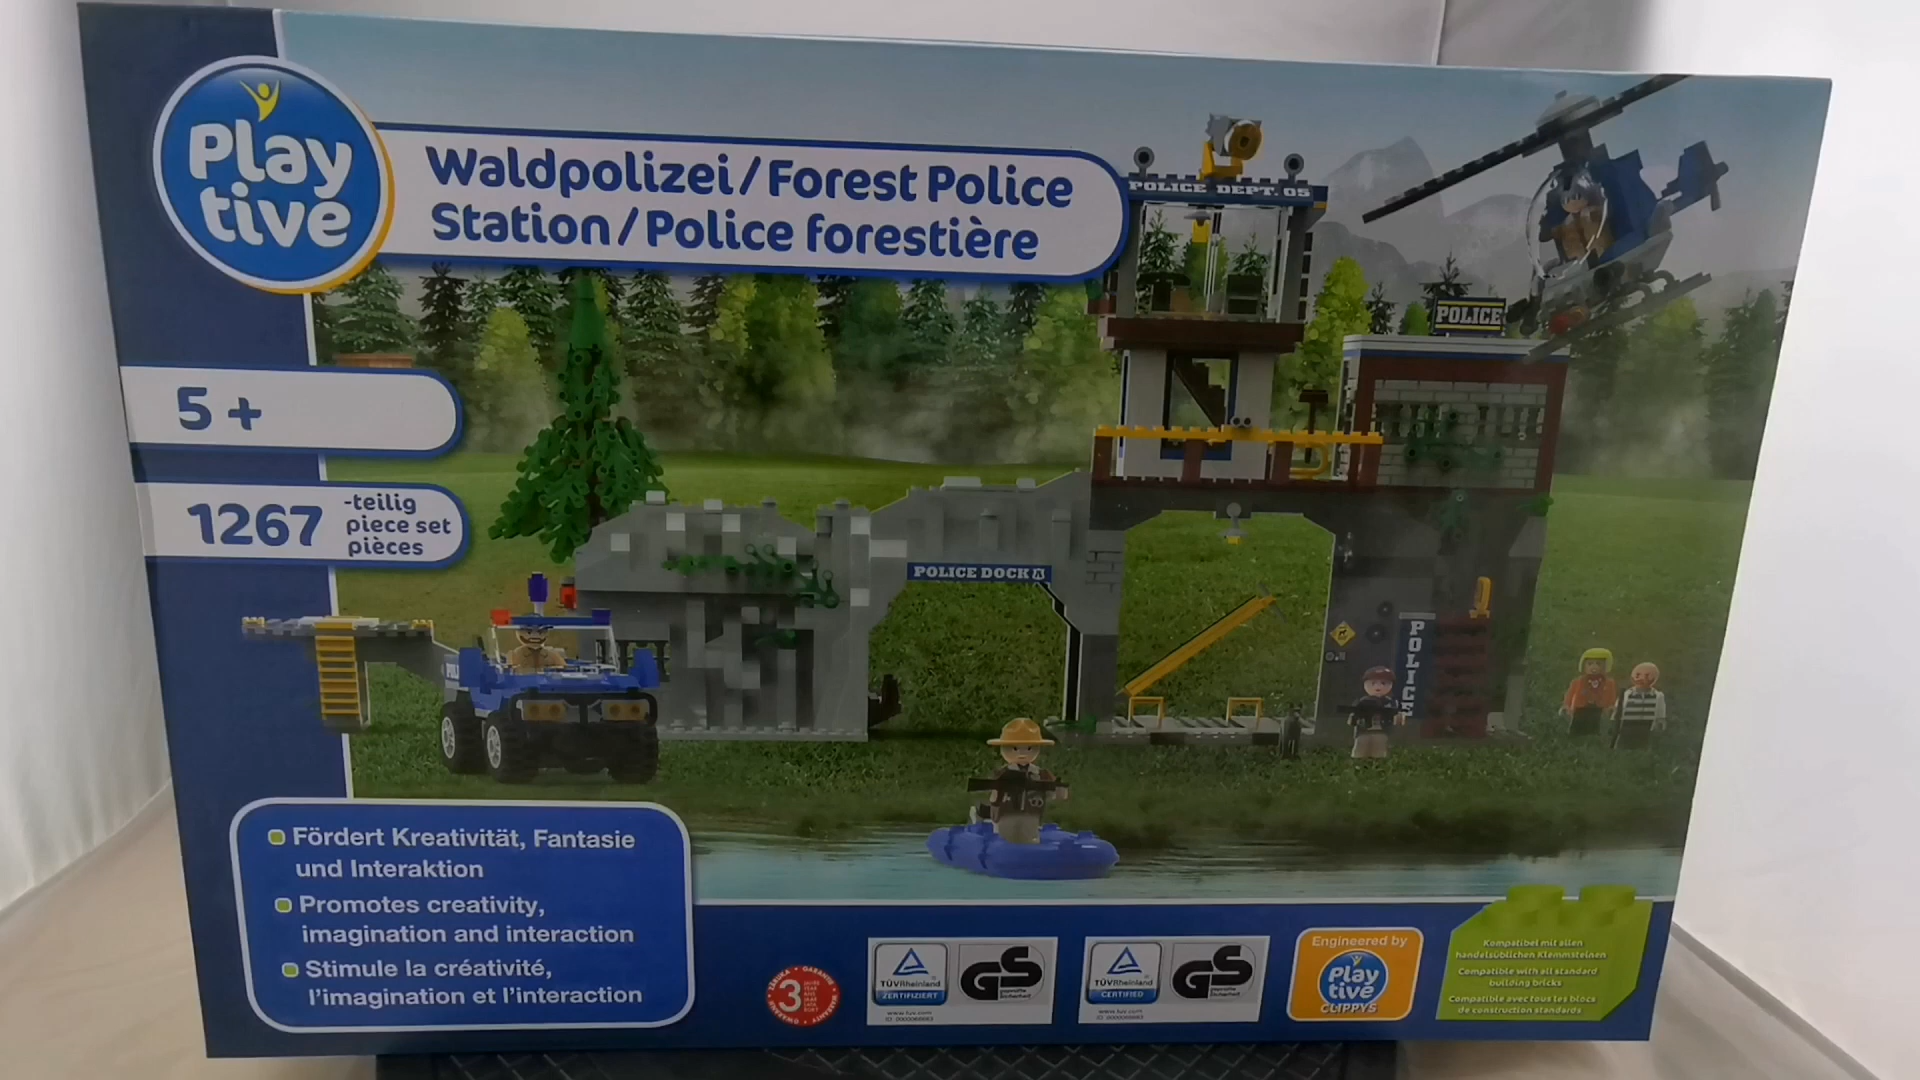 Play
tive
Waldpolizei/Forest Police
Station/Police forestière
POLICE DEPT. 05
POLICE
5+
1267 -teilig
piece set
pièces
POLICE DOCK
POLICE
Fördert Kreativität, Fantasie
und Interaktion
Promotes creativity,
imagination and interaction
Stimule la créativité,
l'imagination et l'interaction
3
TÜVRheinland
ZERTIFIZIERT
GS
TÜVRheinland
CERTIFIED
GS
Engineered by
Play
tive
CLIPPYS
Kompatibel mit allen
handelsüblichen Klemmsteinen
Compatible with all standard
building bricks
Compatible avec tous les blocs
de construction standards